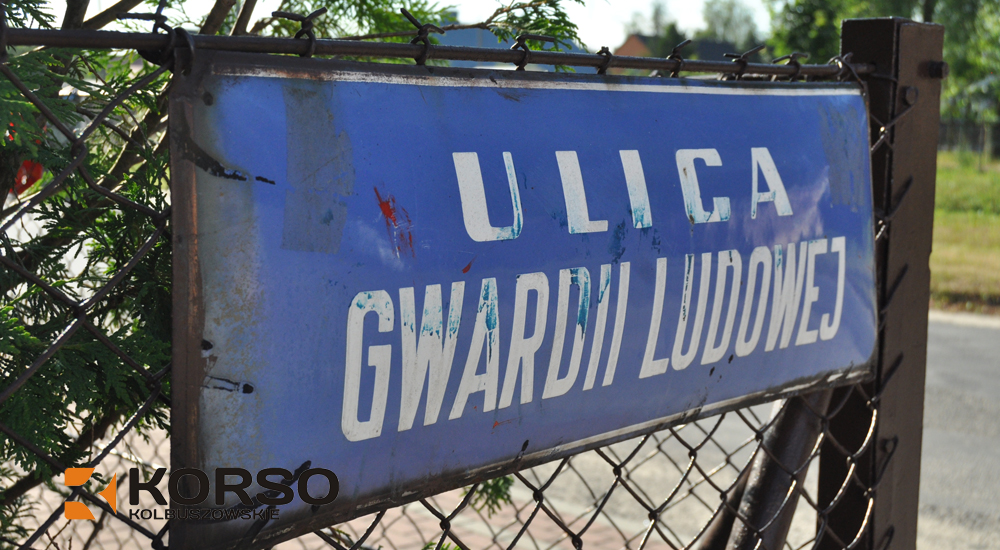 ULICA
GWARDII LUDOWEJ
KORSO
KOLBUSZOWSKIE